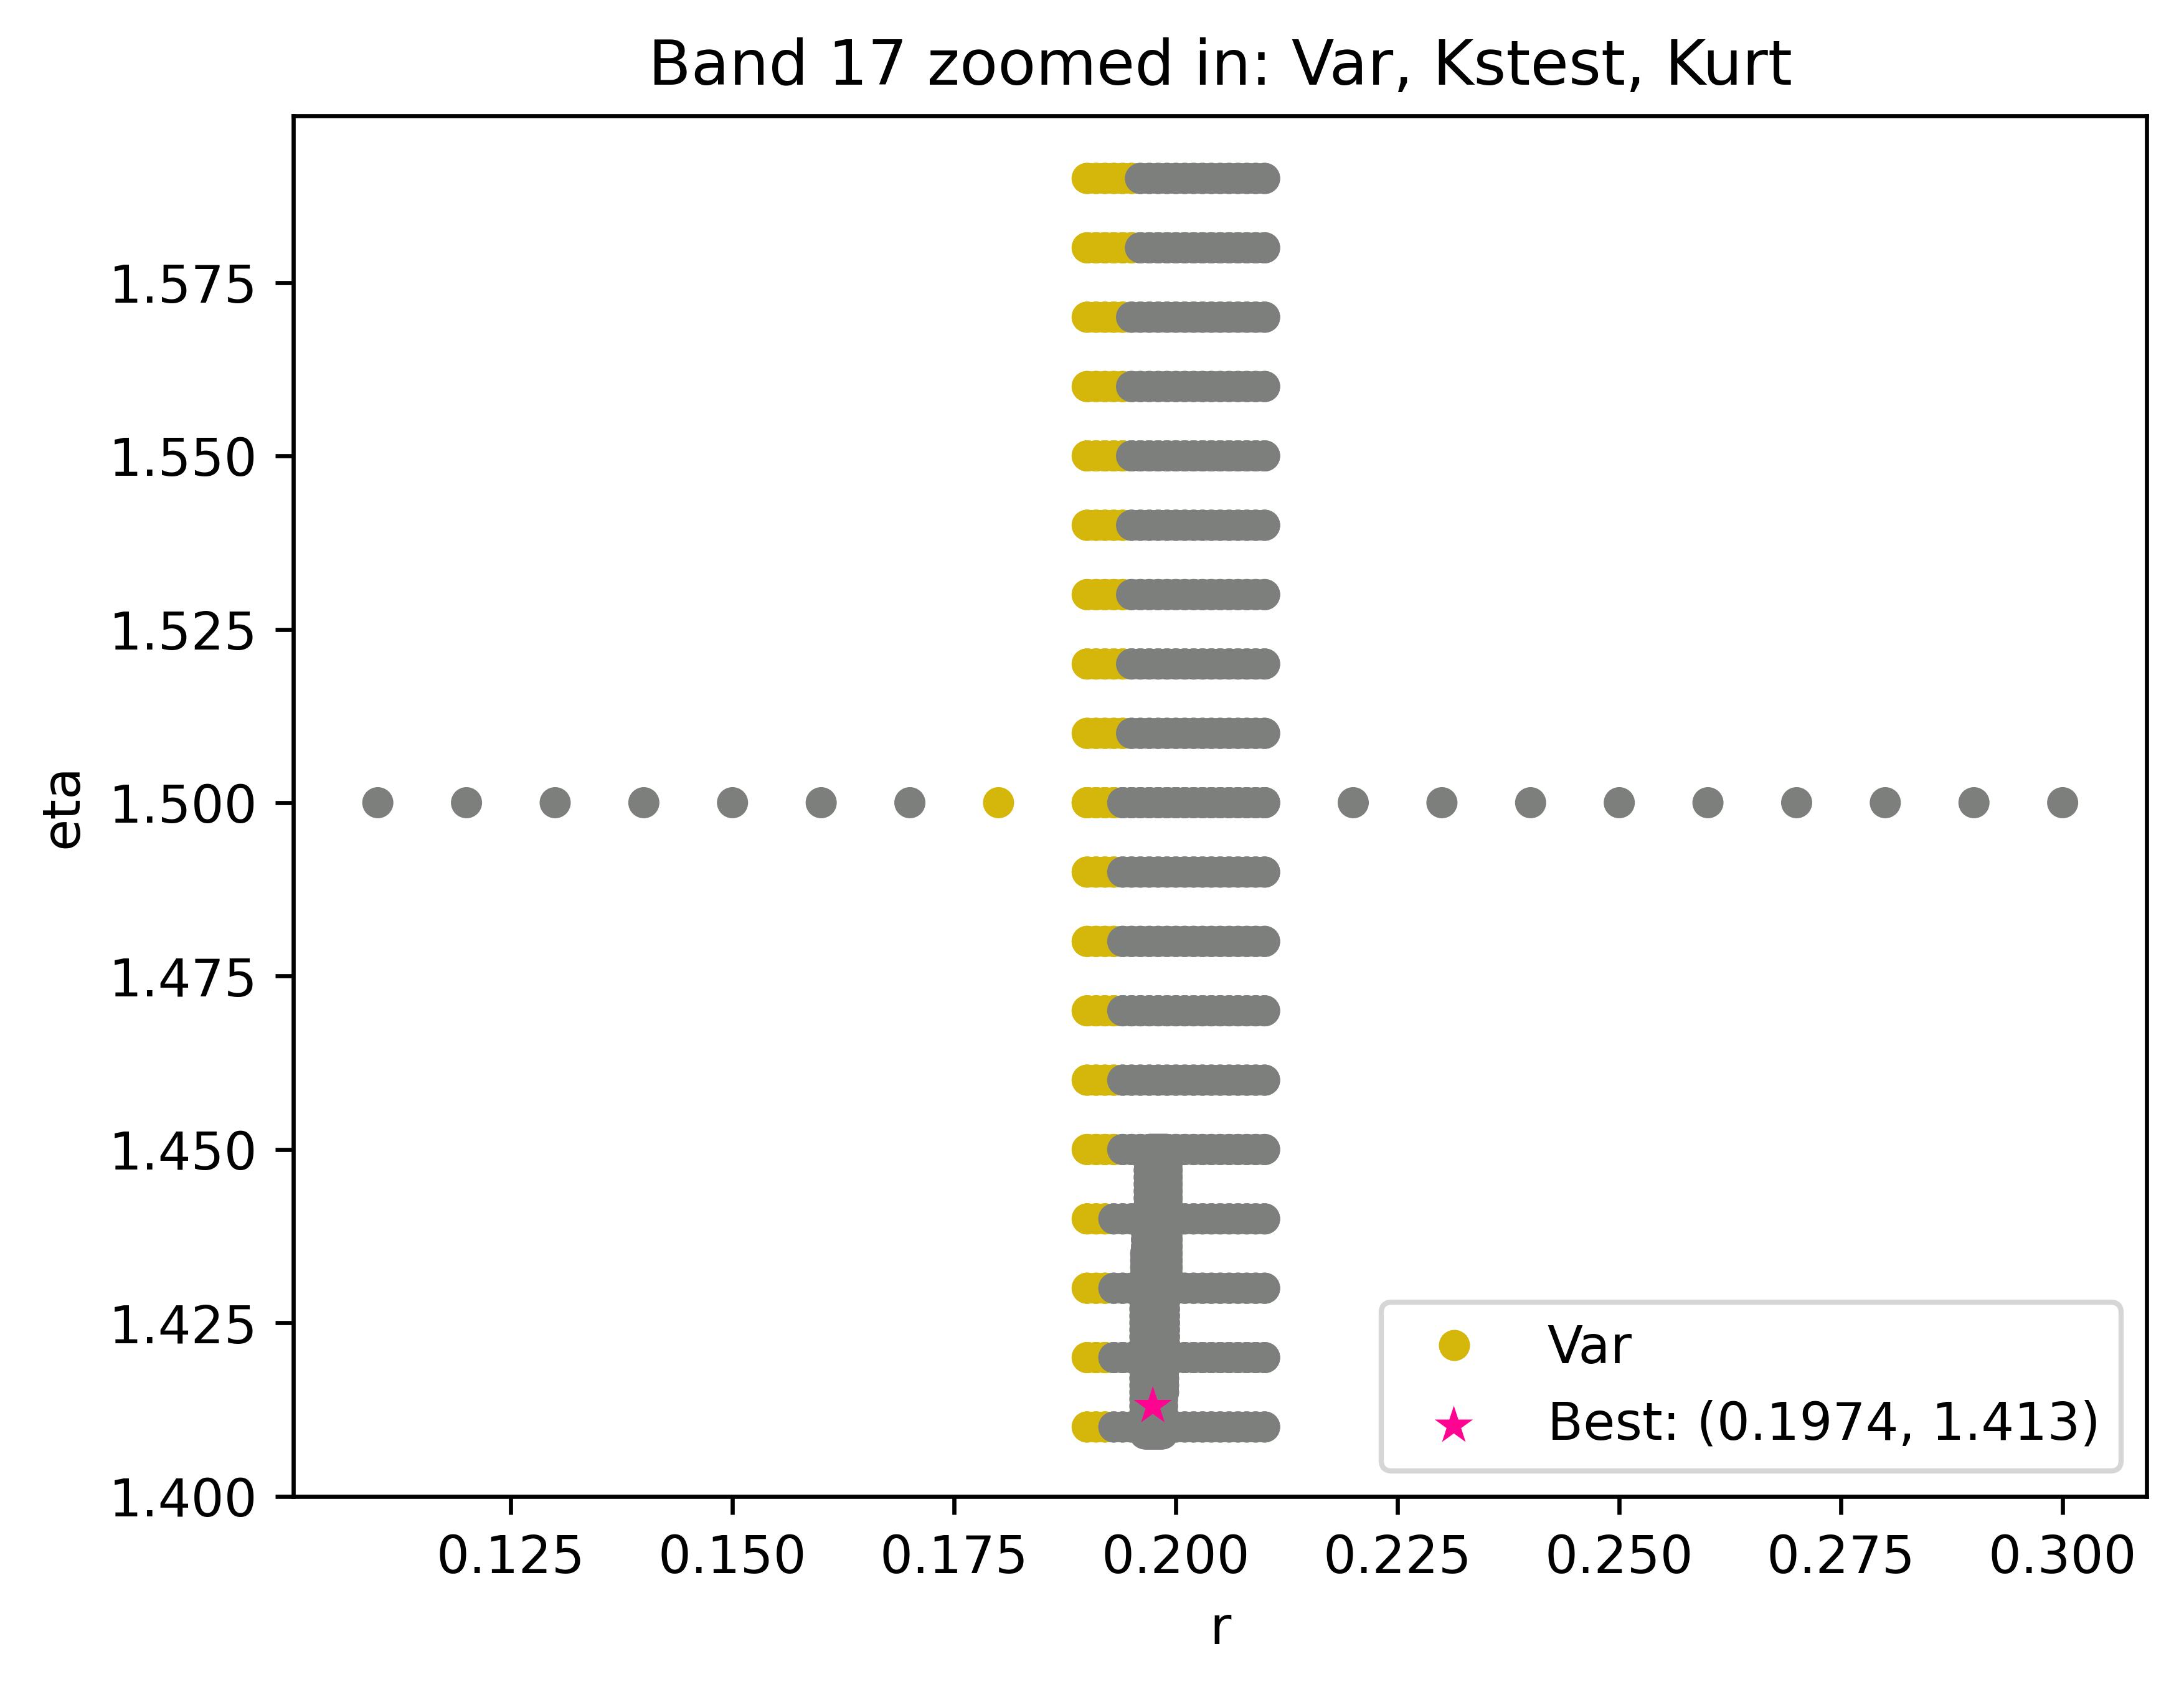 Band 17 zoomed in: Var, Kstest, Kurt
eta
1.575
1.550
1.525
1.500
1.475
1.450
1.425
1.400
Var
Best: (0.1974, 1.413)
0.125 0.150 0.175 0.200 0.225 0.250 0.275 0.300
r